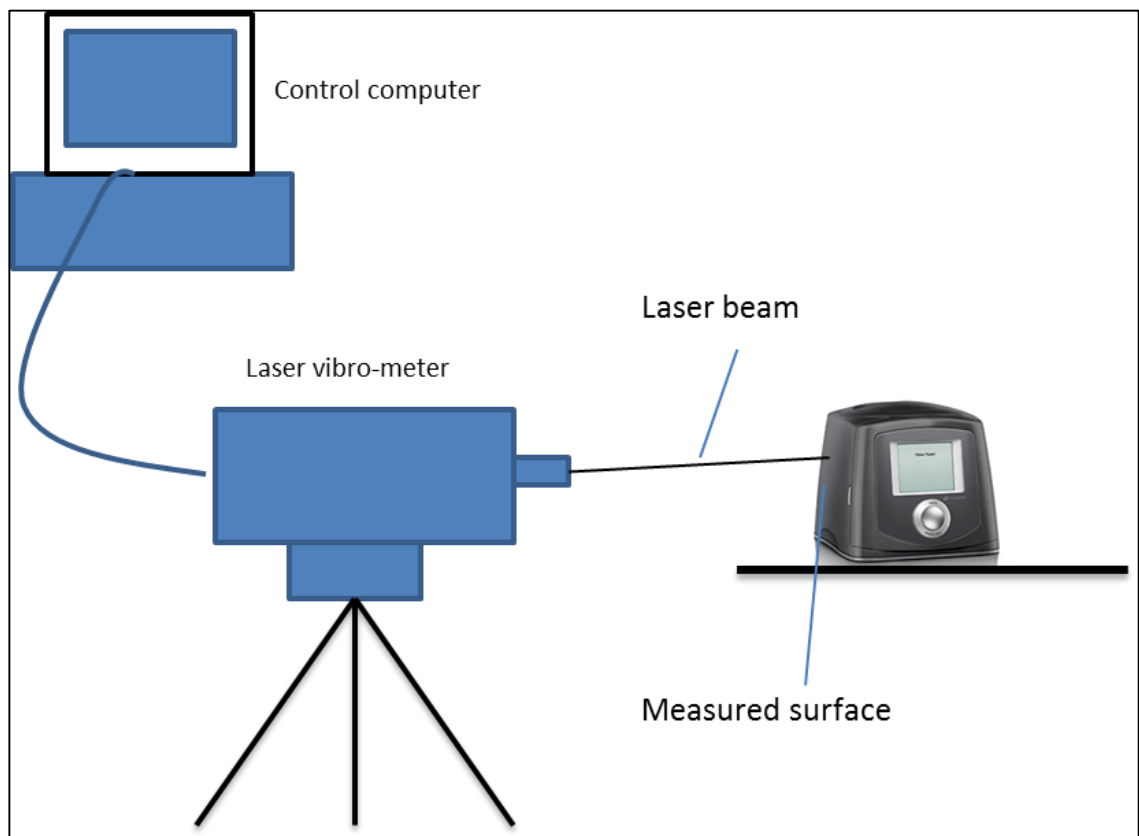 Control computer
Laser beam
Laser vibro-meter
Measured surface